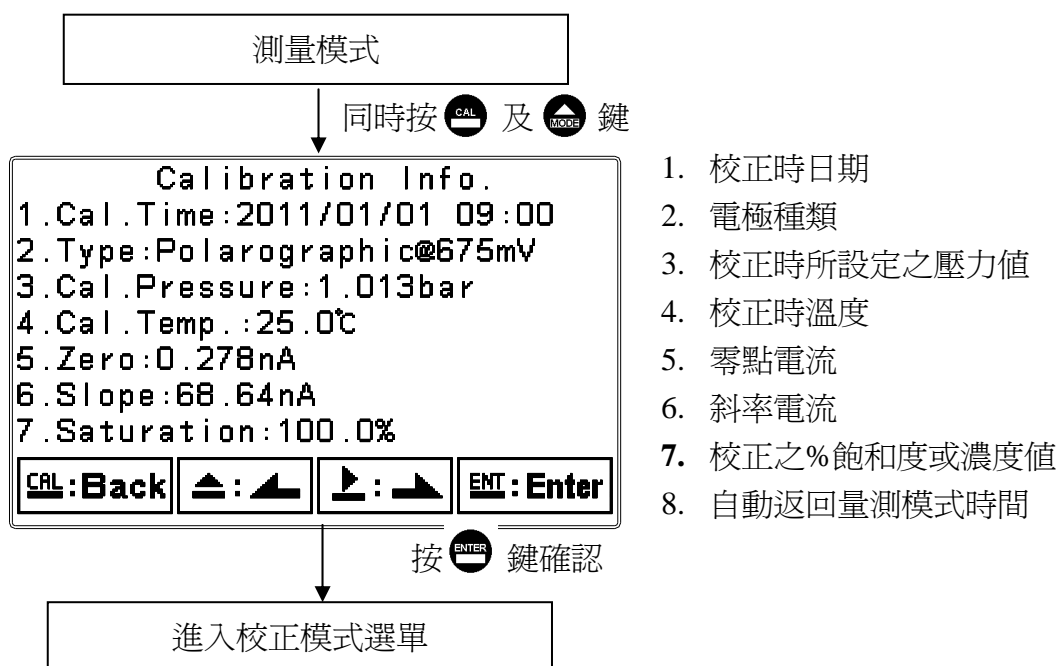 測量模式
同時按 CAL 及 MODE 鍵
Calibration Info.
1.Cal.Time:2011/01/01 09:00
2.Type:Polarographic@675mV
3.Cal.Pressure:1.013bar
4.Cal.Temp.:25.0℃
5.Zero:0.278nA
6.Slope:68.64nA
7.Saturation:100.0%
CAL:Back
:
:
ENT:Enter
按 ENTER 鍵確認
進入校正模式選單
1. 校正時日期
2. 電極種類
3. 校正時所設定之壓力值
4. 校正時溫度
5. 零點電流
6. 斜率電流
7. 校正之%飽和度或濃度值
8. 自動返回量測模式時間